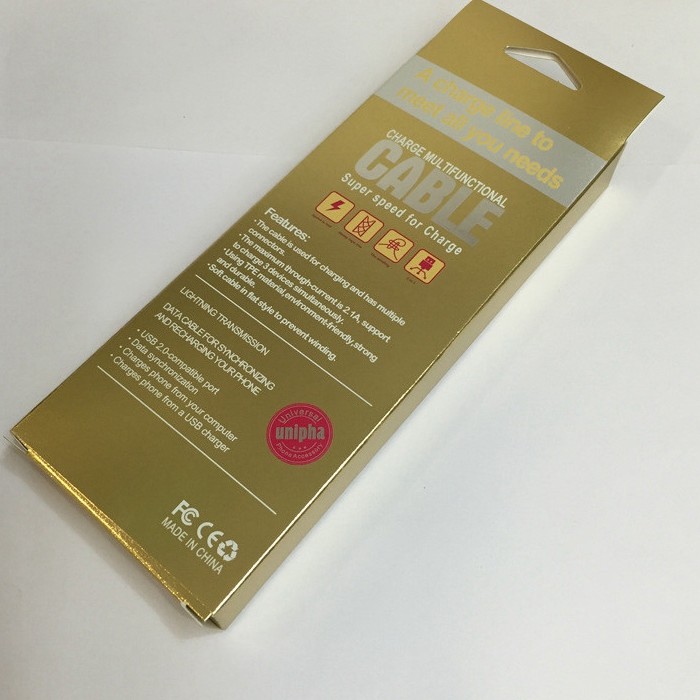 a charge line to
meet all you needs
CHARGE MULTIFUNCTIONAL
CABLE
Super speed for Charge
Features:
• The cable is used for charging and has multiple
connectors.
• The maximum through-current is 2.1A, support
to charge 3 devices simultaneously.
• Using TPE material,environment-friendly,strong
and durable.
• Soft cable in flat style to prevent winding.
LIGHTNING TRANSMISSION
DATA CABLE FOR SYNCHRONIZING
AND RECHARGING YOUR PHONE
• USB 2.0-compatible port
• Data synchronization
• Charges phone from your computer
• Charges phone from a USB charger
Universal
unipha
Phone Accessory
FC CE
MADE IN CHINA